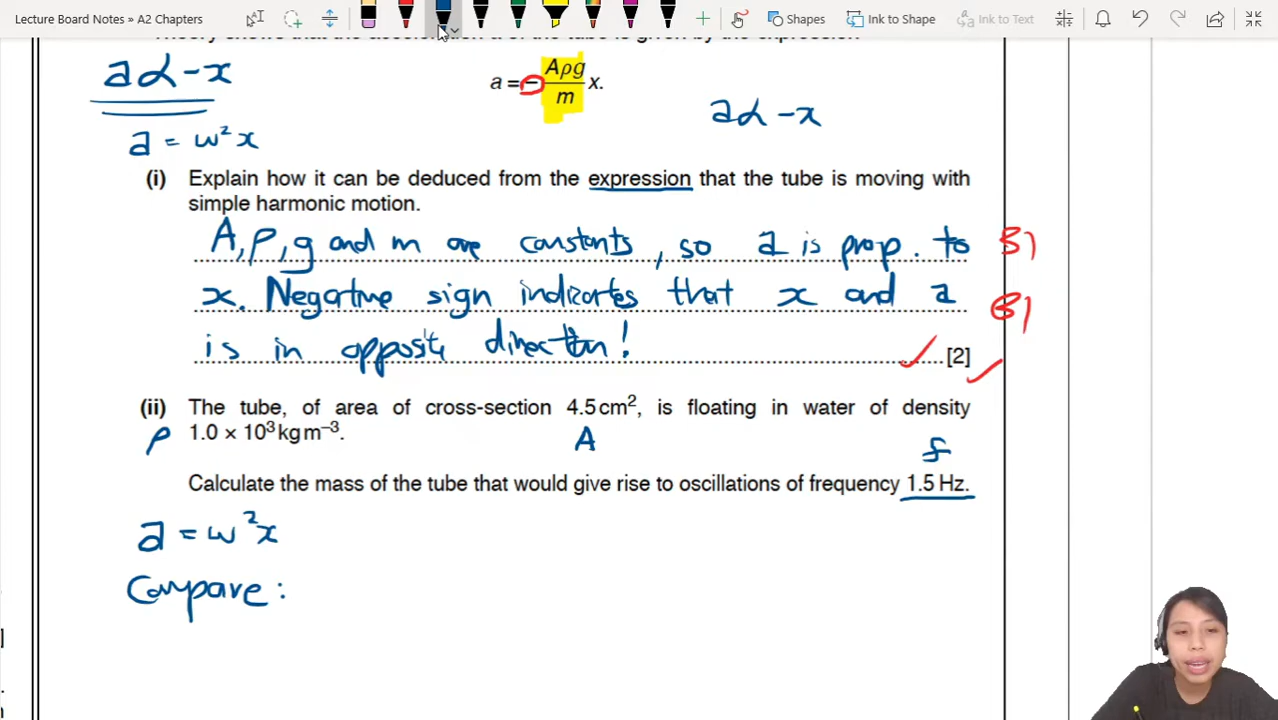 Lecture Board Notes » A2 Chapters
Shapes
Ink to Shape
Ink to Text
a α -x
a = -Aρg/m x.
a α -x
a = ω²x
(i) Explain how it can be deduced from the expression that the tube is moving with
simple harmonic motion.
A, ρ, g and m are constants, so a is prop. to B1
x. Negative sign indicates that x and a B1
is in opposite direction! [2]
(ii) The tube, of area of cross-section 4.5 cm², is floating in water of density
1.0 × 10³ kg m⁻³.
ρ A f
Calculate the mass of the tube that would give rise to oscillations of frequency 1.5 Hz.
a = ω²x
Compare: